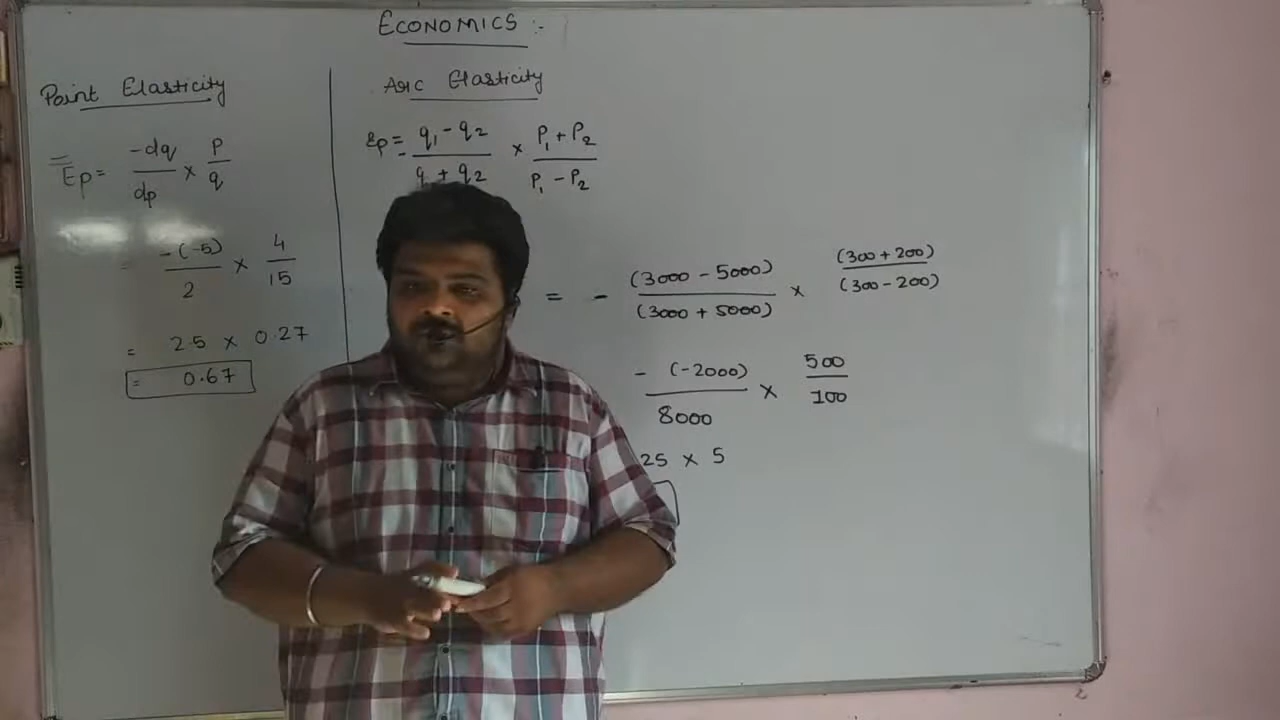 ECONOMICS :-
Point Elasticity
Ep = -dq/dp × P/q
= -(-5)/2 × 4/15
= 2.5 × 0.27
= 0.67
Arc Elasticity
Ep = - q1 - q2/q1 + q2 × P1 + P2/P1 - P2
= - (3000 - 5000)/(3000 + 5000) × (300 + 200)/(300 - 200)
- (-2000)/8000 × 500/100
25 × 5